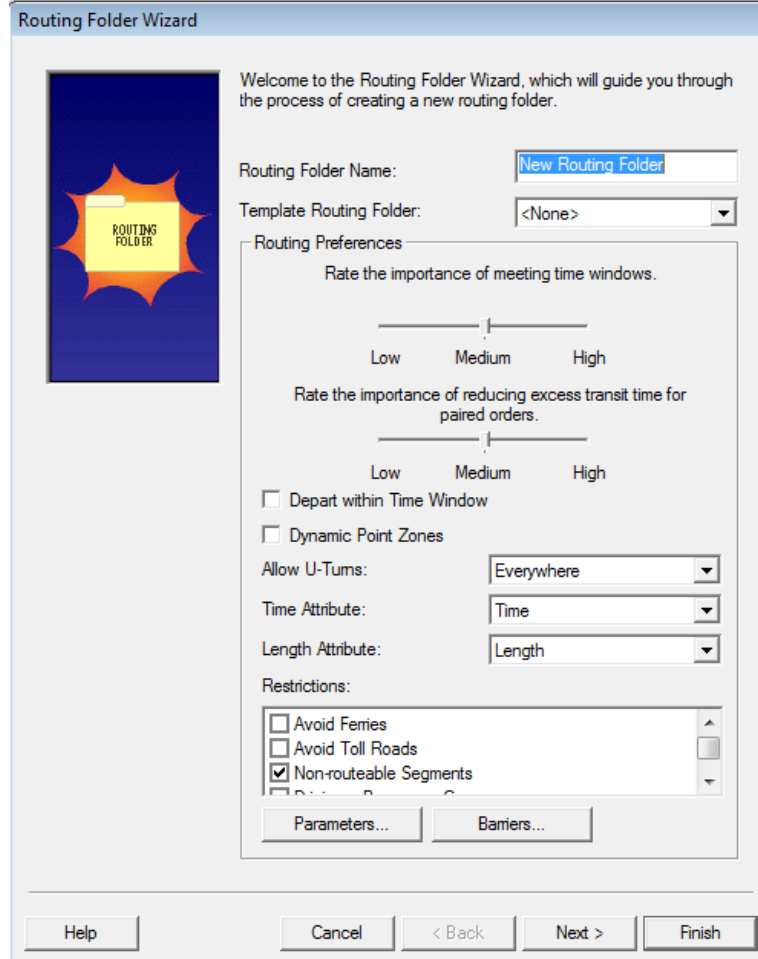 Routing Folder Wizard
Welcome to the Routing Folder Wizard, which will guide you through
the process of creating a new routing folder.
ROUTING
FOLDER
Routing Folder Name:
New Routing Folder
Template Routing Folder:
<None>
Routing Preferences
Rate the importance of meeting time windows.
Low Medium High
Rate the importance of reducing excess transit time for
paired orders.
Low Medium High
Depart within Time Window
Dynamic Point Zones
Allow U-Turns:
Everywhere
Time Attribute:
Time
Length Attribute:
Length
Restrictions:
Avoid Ferries
Avoid Toll Roads
Non-routeable Segments
Parameters...
Barriers...
Help
Cancel
< Back
Next >
Finish